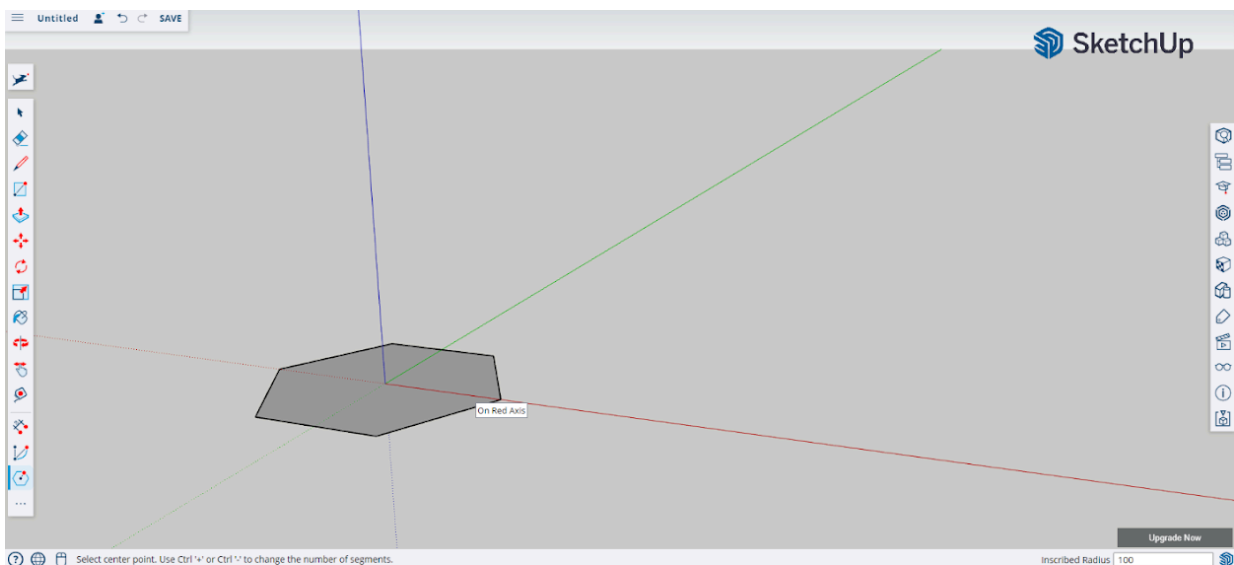 Untitled SAVE
SketchUp
On Red Axis
Upgrade Now
Select center point. Use Ctrl '+' or Ctrl '-' to change the number of segments.
Inscribed Radius 100